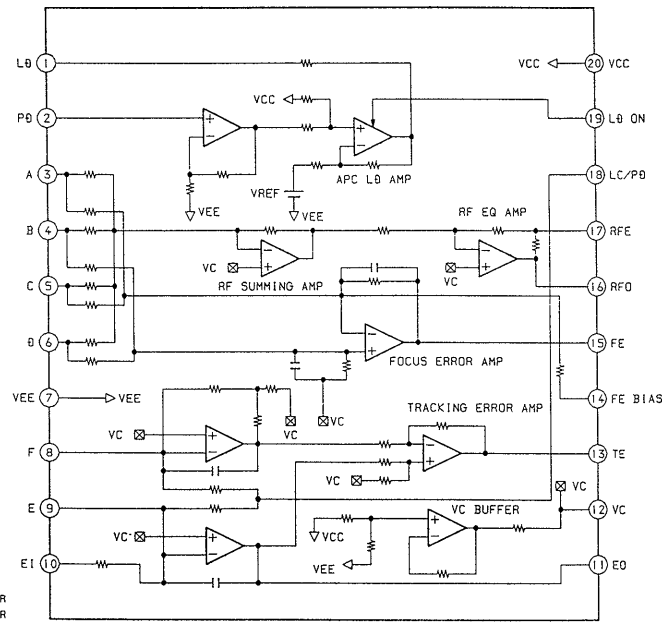 LD 1
20 VCC
VCC
PD 2
VCC
19 LD ON
A 3
APC LD AMP
18 LC/PD
VREF
VEE
VEE
RF EQ AMP
B 4
17 RFE
VC
RF SUMMING AMP
VC
C 5
16 RFO
D 6
15 FE
FOCUS ERROR AMP
VEE 7
VEE
14 FE BIAS
VC
VC
TRACKING ERROR AMP
F 8
VC
13 TE
VC
VC
E 9
VC BUFFER
12 VC
VC
VCC
VEE
EI 10
11 EO
R
R